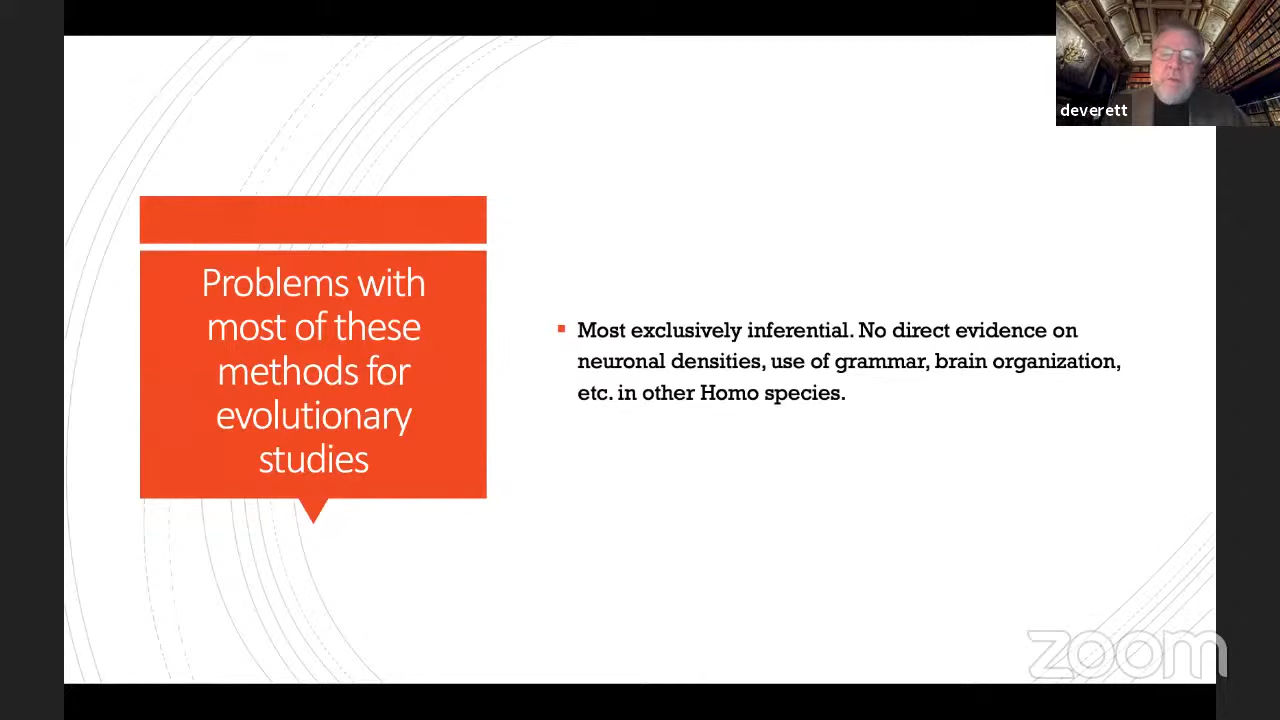 deverett
Problems with
most of these
methods for
evolutionary
studies
Most exclusively inferential. No direct evidence on
neuronal densities, use of grammar, brain organization,
etc. in other Homo species.
zoom